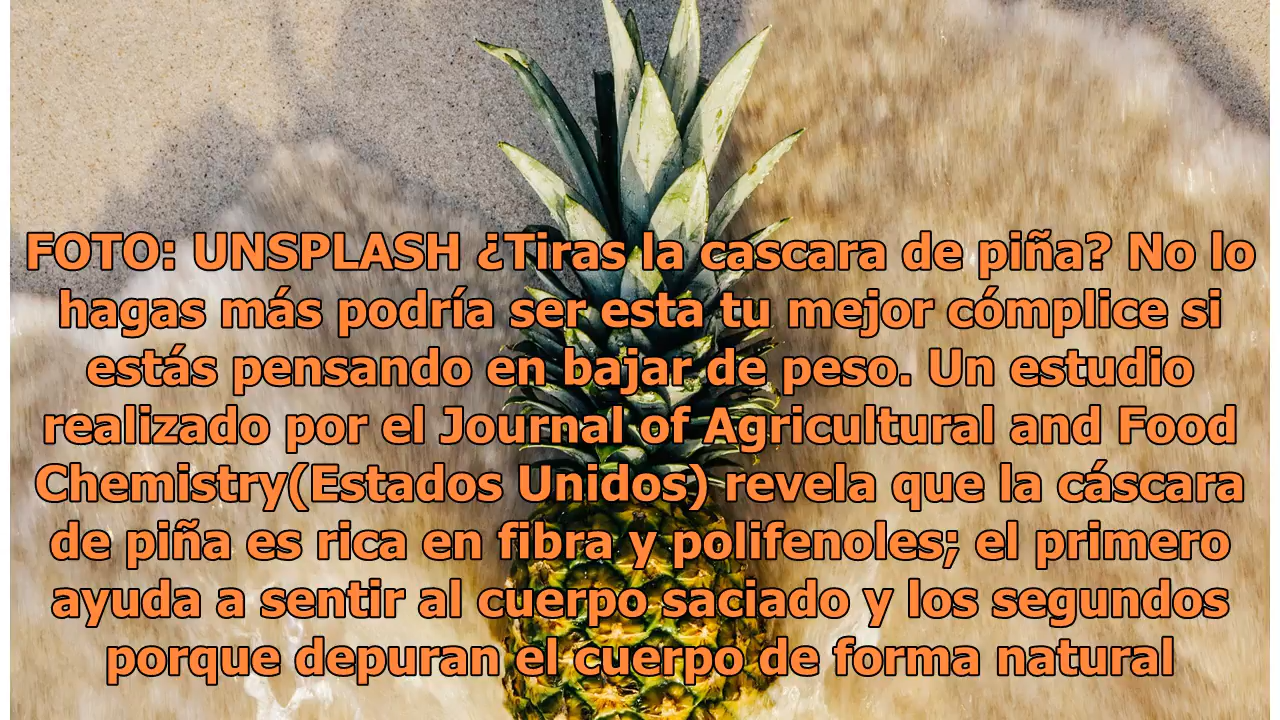 FOTO: UNSPLASH ¿Tiras la cascara de piña? No lo
hagas más podría ser esta tu mejor cómplice si
estás pensando en bajar de peso. Un estudio
realizado por el Journal of Agricultural and Food
Chemistry(Estados Unidos) revela que la cáscara
de piña es rica en fibra y polifenoles; el primero
ayuda a sentir al cuerpo saciado y los segundos
porque depuran el cuerpo de forma natural